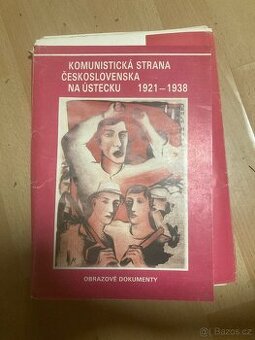 KOMUNISTICKÁ STRANA
ČESKOSLOVENSKA
NA ÚSTECKU 1921–1938
OBRAZOVÉ DOKUMENTY
Bazoš.cz